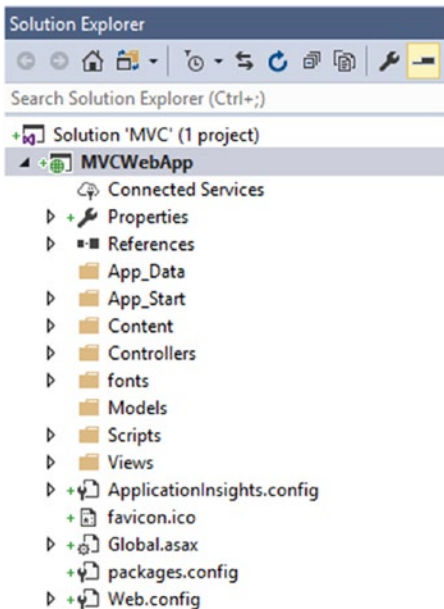 Solution Explorer
Search Solution Explorer (Ctrl+;)
Solution 'MVC' (1 project)
MVCWebApp
Connected Services
Properties
References
App_Data
App_Start
Content
Controllers
fonts
Models
Scripts
Views
ApplicationInsights.config
favicon.ico
Global.asax
packages.config
Web.config